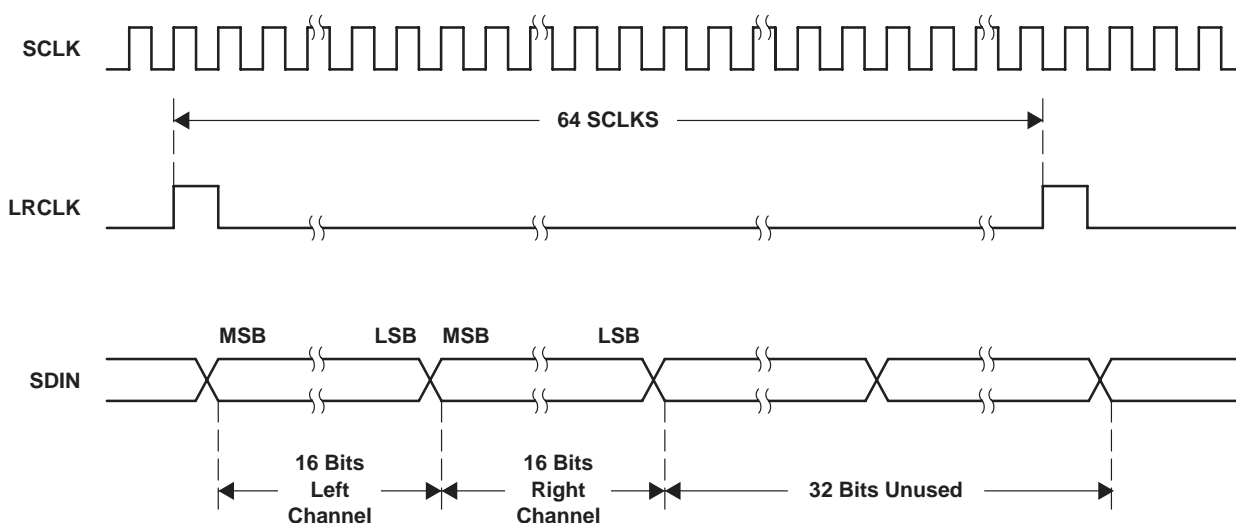 SCLK
64 SCLKS
LRCLK
MSB LSB MSB LSB
SDIN
16 Bits
Left
Channel
16 Bits
Right
Channel
32 Bits Unused